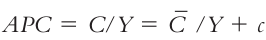 APC = C/Y = C̅ /Y + c